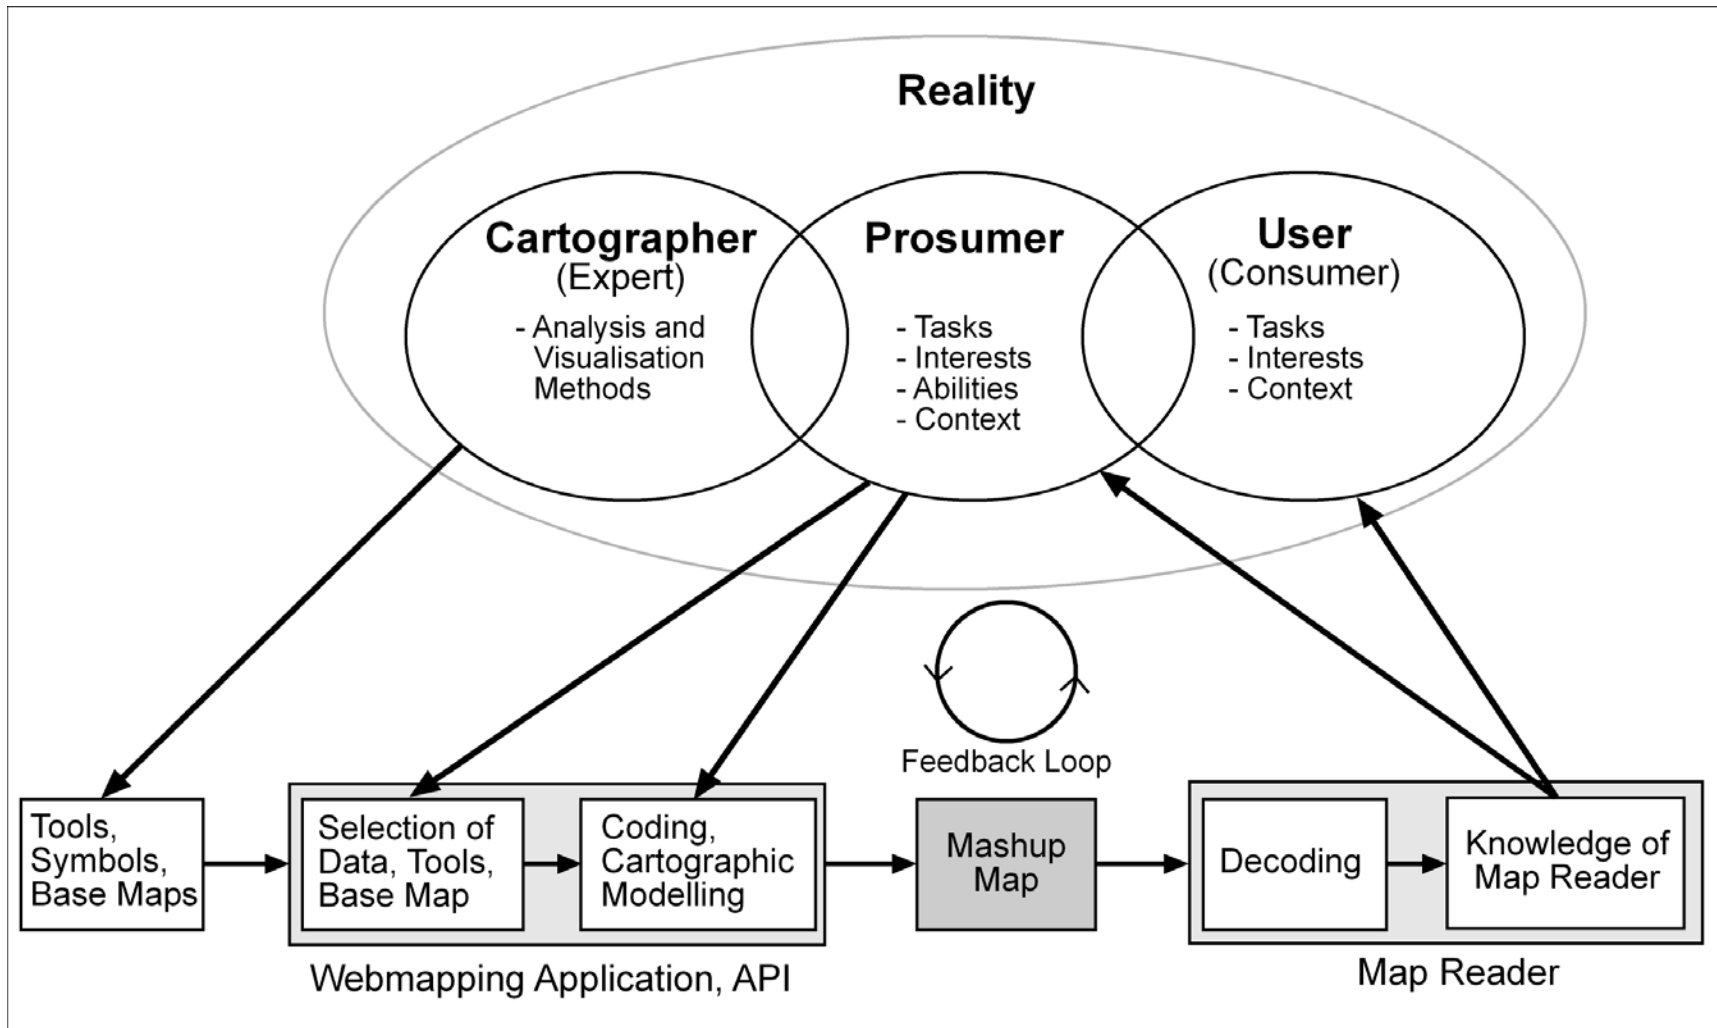 Reality
Cartographer
(Expert)
- Analysis and
Visualisation
Methods
Prosumer
- Tasks
- Interests
- Abilities
- Context
User
(Consumer)
- Tasks
- Interests
- Context
Feedback Loop
Tools,
Symbols,
Base Maps
Selection of
Data, Tools,
Base Map
Coding,
Cartographic
Modelling
Webmapping Application, API
Mashup
Map
Decoding
Knowledge of
Map Reader
Map Reader